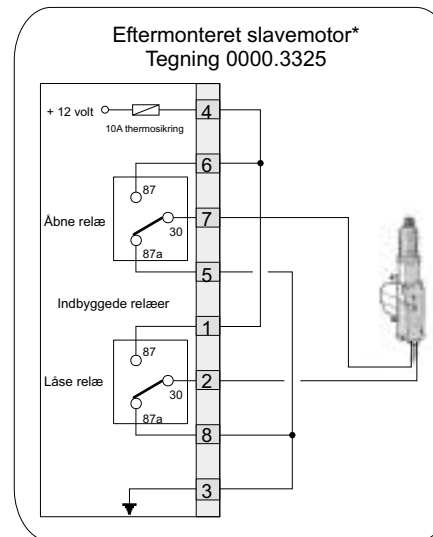 Eftermonteret slavemotor*
Tegning 0000.3325
+ 12 volt
10A thermosikring
4
6
87
Åbne relæ
30
7
87a
5
Indbyggede relæer
1
87
Låse relæ
30
2
87a
8
3